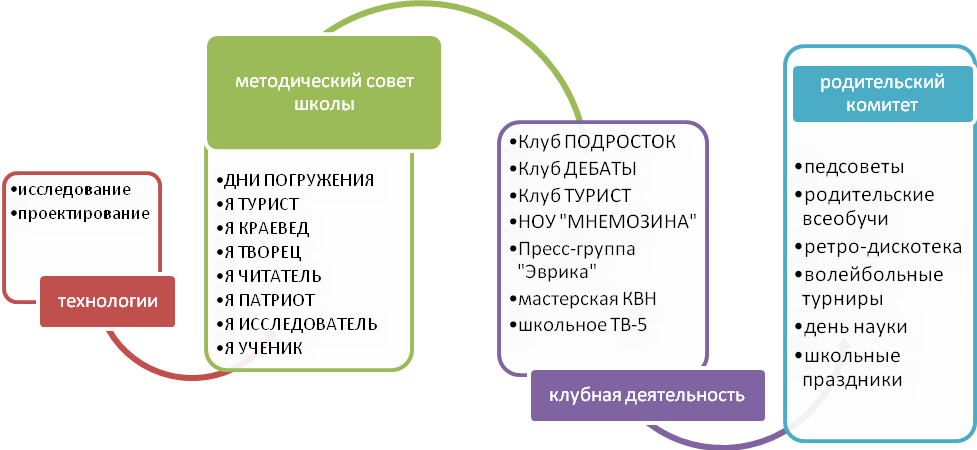 •исследование
•проектирование
технологии
методический совет
школы
•ДНИ ПОГРУЖЕНИЯ
•Я ТУРИСТ
•Я КРАЕВЕД
•Я ТВОРЕЦ
•Я ЧИТАТЕЛЬ
•Я ПАТРИОТ
•Я ИССЛЕДОВАТЕЛЬ
•Я УЧЕНИК
•Клуб ПОДРОСТОК
•Клуб ДЕБАТЫ
•Клуб ТУРИСТ
•НОУ "МНЕМОЗИНА"
•Пресс-группа
"Эврика"
•мастерская КВН
•школьное ТВ-5
клубная деятельность
родительский
комитет
•педсоветы
•родительские
всеобучи
•ретро-дискотека
•волейбольные
турниры
•день науки
•школьные
праздники